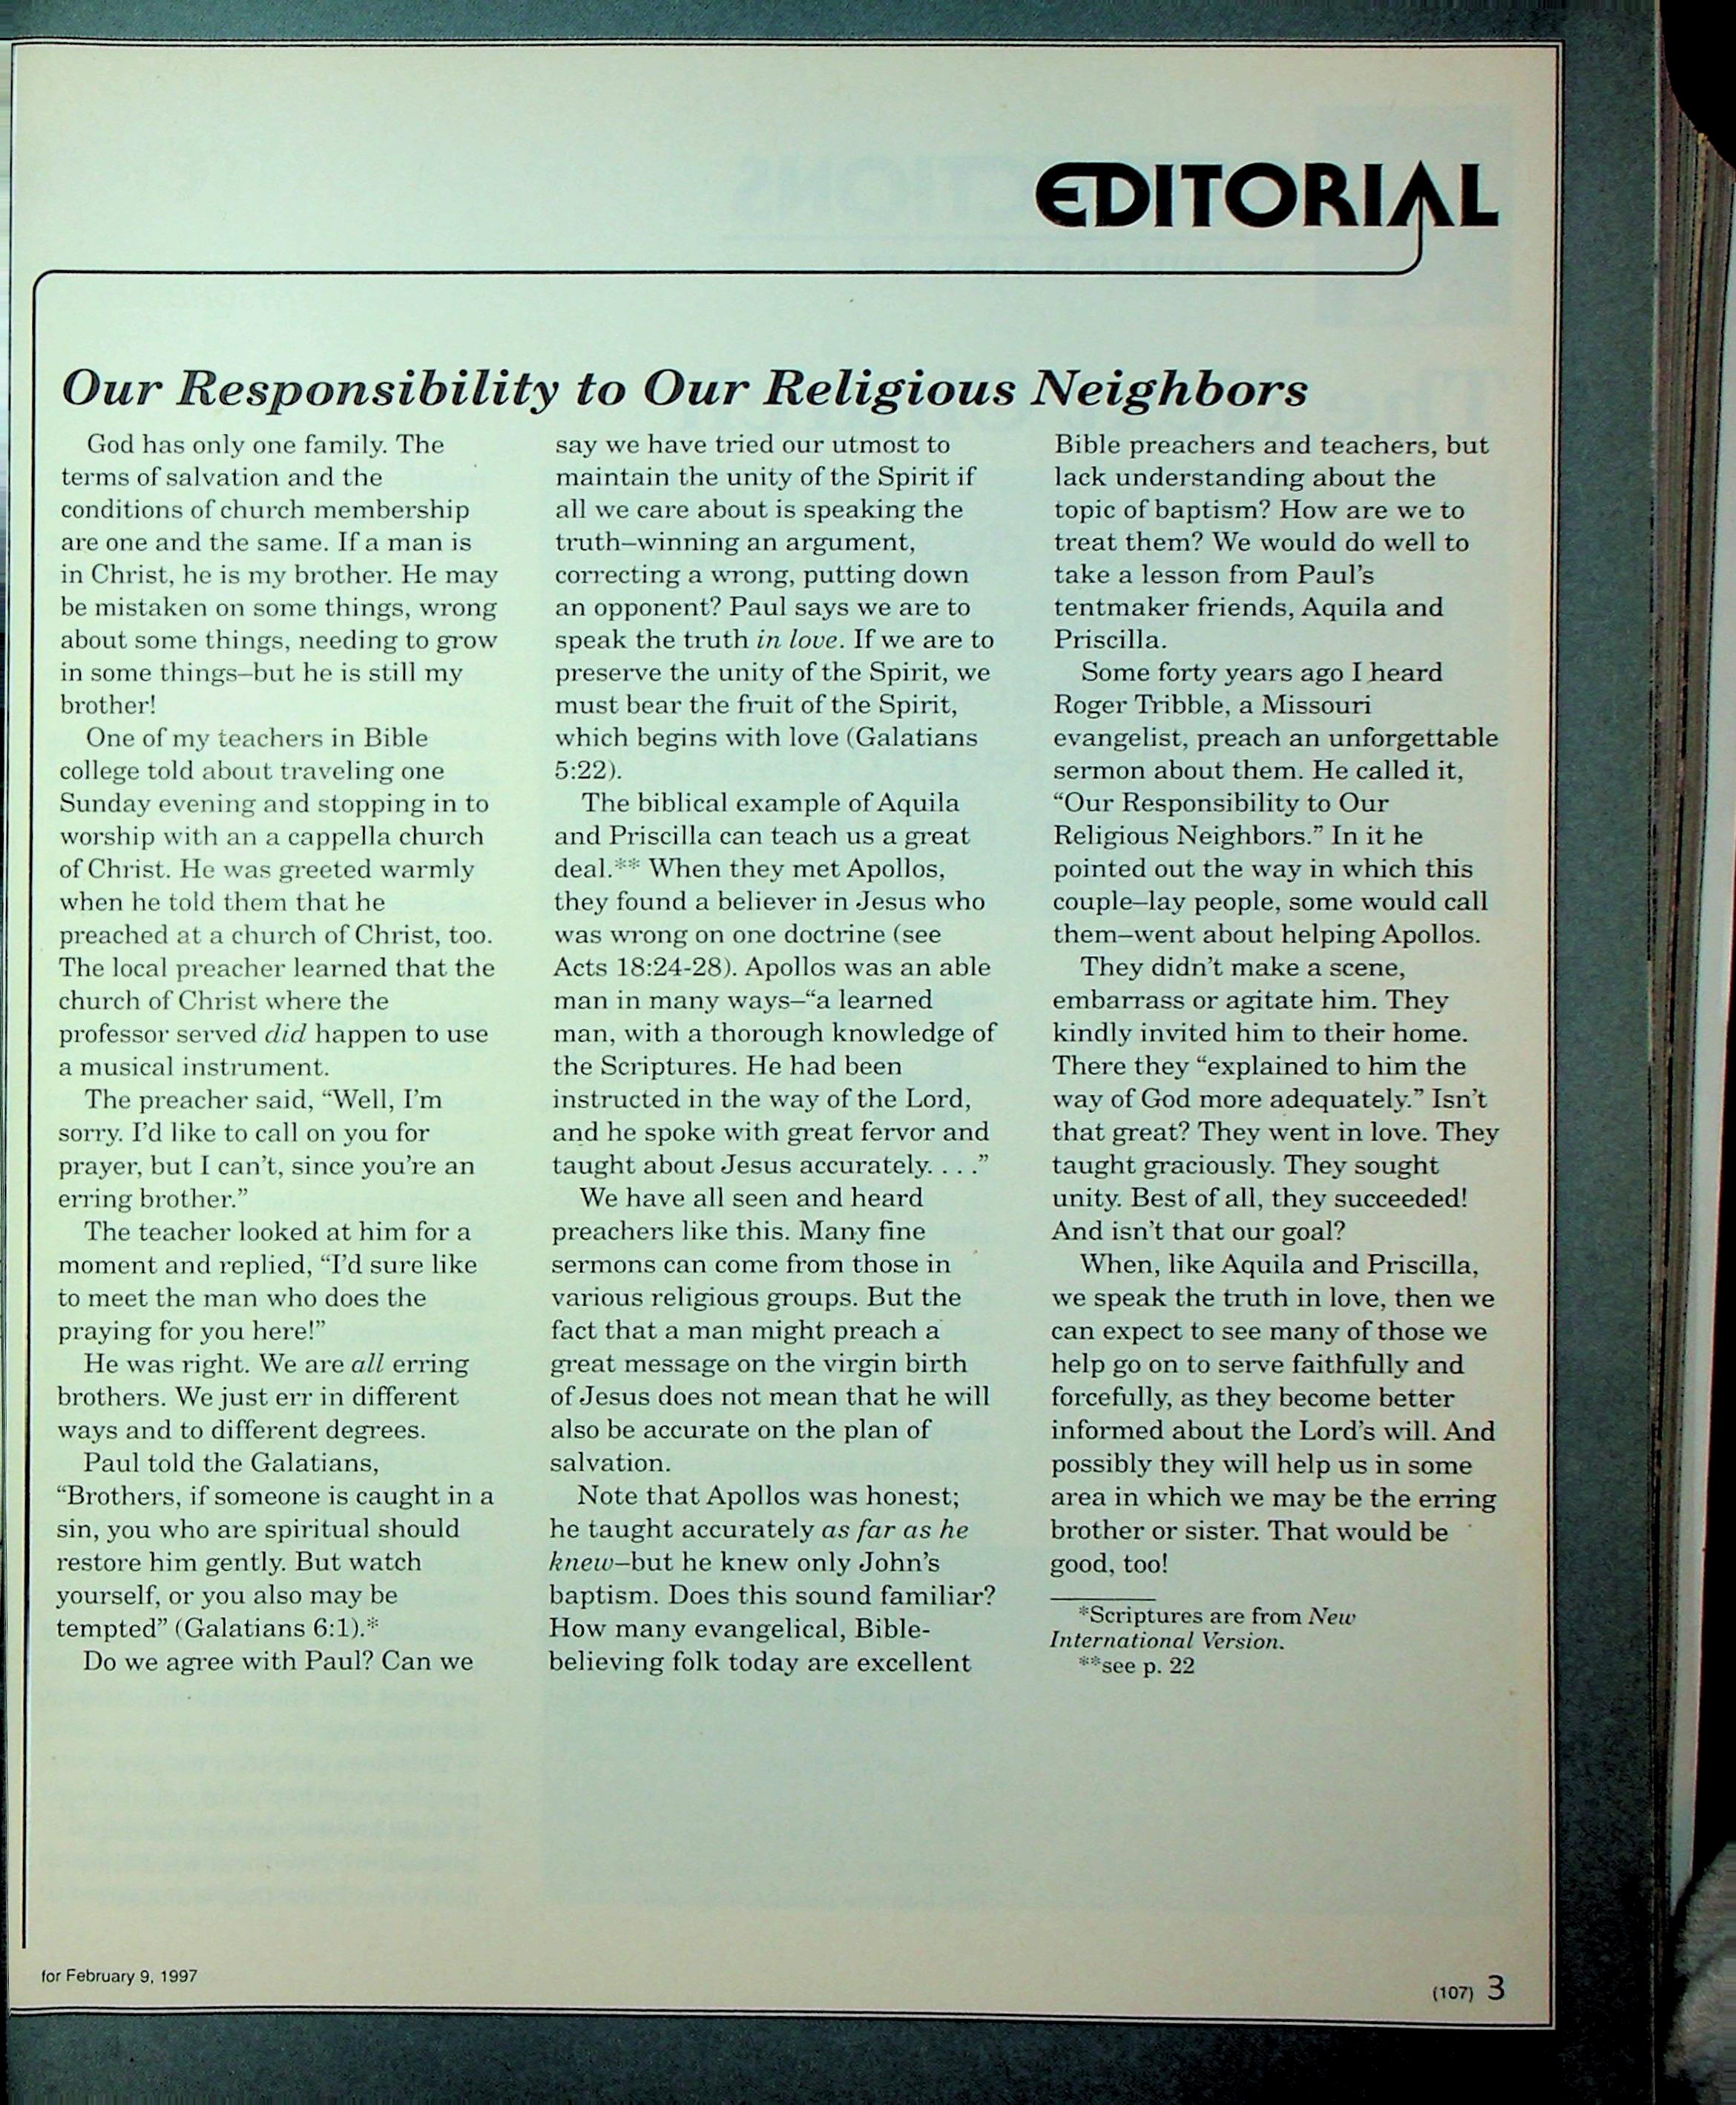 EDITORIAL
Our Responsibility to Our Religious Neighbors
God has only one family. The
terms of salvation and the
conditions of church membership
are one and the same. If a man is
in Christ, he is my brother. He may
be mistaken on some things, wrong
about some things, needing to grow
in some things–but he is still my
brother!
One of my teachers in Bible
college told about traveling one
Sunday evening and stopping in to
worship with an a cappella church
of Christ. He was greeted warmly
when he told them that he
preached at a church of Christ, too.
The local preacher learned that the
church of Christ where the
professor served did happen to use
a musical instrument.
The preacher said, “Well, I’m
sorry. I’d like to call on you for
prayer, but I can’t, since you’re an
erring brother.”
The teacher looked at him for a
moment and replied, “I’d sure like
to meet the man who does the
praying for you here!”
He was right. We are all erring
brothers. We just err in different
ways and to different degrees.
Paul told the Galatians,
“Brothers, if someone is caught in a
sin, you who are spiritual should
restore him gently. But watch
yourself, or you also may be
tempted” (Galatians 6:1).*
Do we agree with Paul? Can we
say we have tried our utmost to
maintain the unity of the Spirit if
all we care about is speaking the
truth–winning an argument,
correcting a wrong, putting down
an opponent? Paul says we are to
speak the truth in love. If we are to
preserve the unity of the Spirit, we
must bear the fruit of the Spirit,
which begins with love (Galatians
5:22).
The biblical example of Aquila
and Priscilla can teach us a great
deal.** When they met Apollos,
they found a believer in Jesus who
was wrong on one doctrine (see
Acts 18:24-28). Apollos was an able
man in many ways–“a learned
man, with a thorough knowledge of
the Scriptures. He had been
instructed in the way of the Lord,
and he spoke with great fervor and
taught about Jesus accurately. . . .”
We have all seen and heard
preachers like this. Many fine
sermons can come from those in
various religious groups. But the
fact that a man might preach a
great message on the virgin birth
of Jesus does not mean that he will
also be accurate on the plan of
salvation.
Note that Apollos was honest;
he taught accurately as far as he
knew–but he knew only John’s
baptism. Does this sound familiar?
How many evangelical, Bible-
believing folk today are excellent
Bible preachers and teachers, but
lack understanding about the
topic of baptism? How are we to
treat them? We would do well to
take a lesson from Paul’s
tentmaker friends, Aquila and
Priscilla.
Some forty years ago I heard
Roger Tribble, a Missouri
evangelist, preach an unforgettable
sermon about them. He called it,
“Our Responsibility to Our
Religious Neighbors.” In it he
pointed out the way in which this
couple–lay people, some would call
them–went about helping Apollos.
They didn’t make a scene,
embarrass or agitate him. They
kindly invited him to their home.
There they “explained to him the
way of God more adequately.” Isn’t
that great? They went in love. They
taught graciously. They sought
unity. Best of all, they succeeded!
And isn’t that our goal?
When, like Aquila and Priscilla,
we speak the truth in love, then we
can expect to see many of those we
help go on to serve faithfully and
forcefully, as they become better
informed about the Lord’s will. And
possibly they will help us in some
area in which we may be the erring
brother or sister. That would be
good, too!
*Scriptures are from New
International Version.
**see p. 22
for February 9, 1997
(107) 3